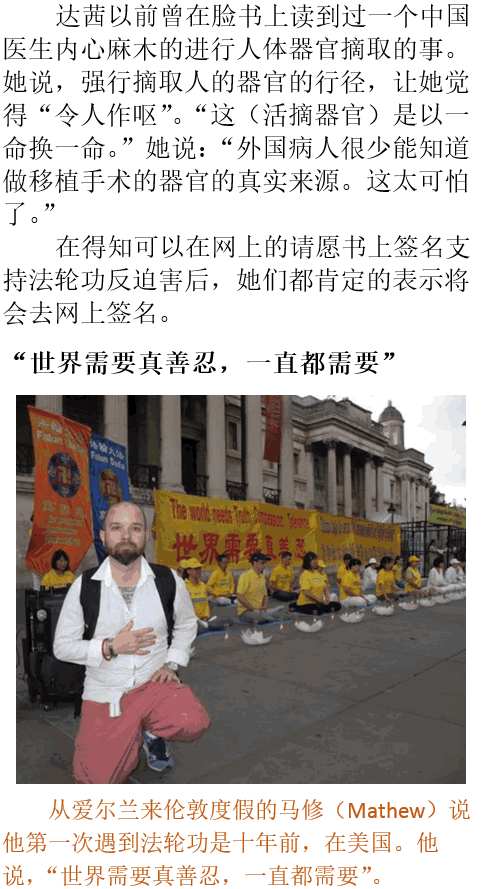 达茜以前曾在脸书上读到过一个中国
医生内心麻木的进行人体器官摘取的事。
她说，强行摘取人的器官的行径，让她觉
得“令人作呕”。“这（活摘器官）是以一
命换一命。”她说：“外国病人很少能知道
做移植手术的器官的真实来源。这太可怕
了。”
在得知可以在网上的请愿书上签名支
持法轮功反迫害后，她们都肯定的表示将
会去网上签名。
“世界需要真善忍，一直都需要”
Falun Dafa
Falun Dafa
The world needs Truth Compassion Tolerance
世界需要真善忍
从爱尔兰来伦敦度假的马修（Mathew）说
他第一次遇到法轮功是十年前，在美国。他
说，“世界需要真善忍，一直都需要”。